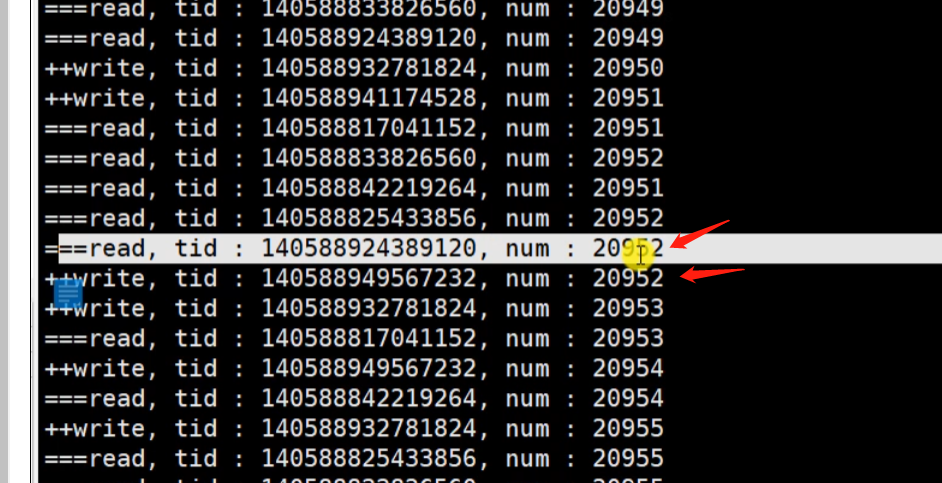 ===read, tid : 140588833826560, num : 20949
===read, tid : 140588924389120, num : 20949
++write, tid : 140588932781824, num : 20950
++write, tid : 140588941174528, num : 20951
===read, tid : 140588817041152, num : 20951
===read, tid : 140588833826560, num : 20952
===read, tid : 140588842219264, num : 20951
===read, tid : 140588825433856, num : 20952
===read, tid : 140588924389120, num : 20952
++write, tid : 140588949567232, num : 20952
++write, tid : 140588932781824, num : 20953
===read, tid : 140588817041152, num : 20953
++write, tid : 140588949567232, num : 20954
===read, tid : 140588842219264, num : 20954
++write, tid : 140588932781824, num : 20955
===read, tid : 140588825433856, num : 20955